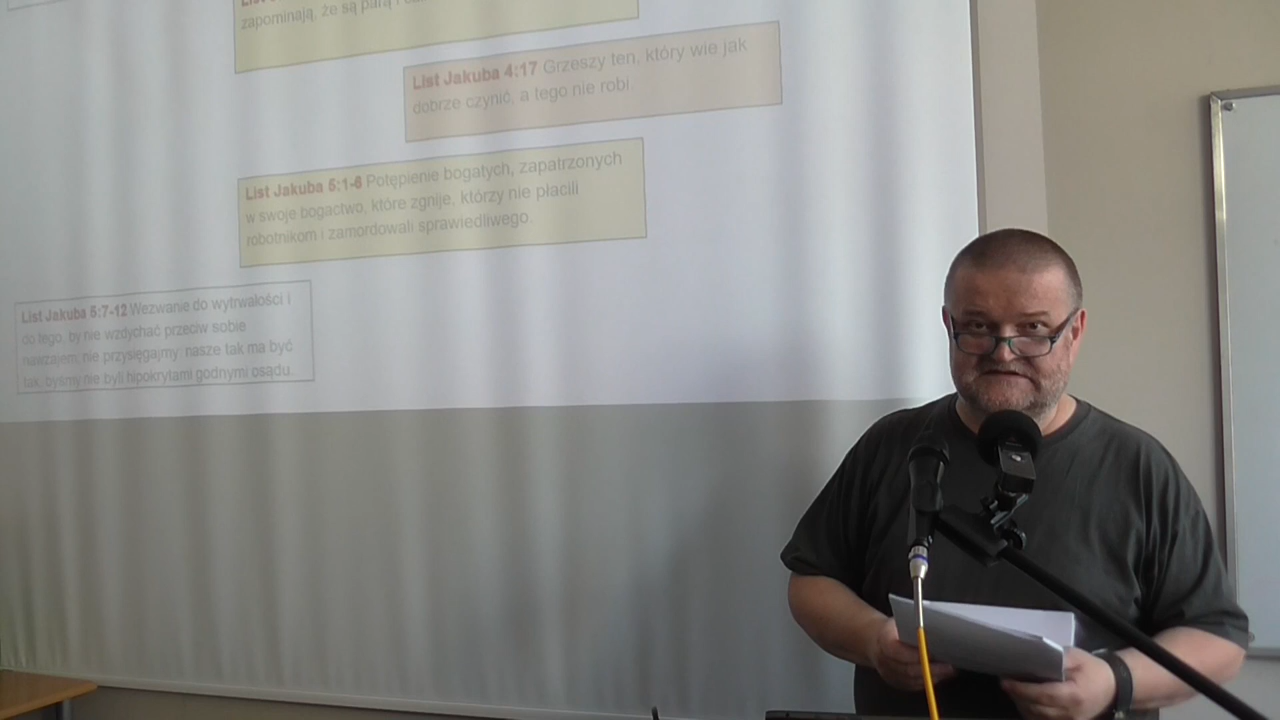 zapominają, że są parą i
List Jakuba 4:17 Grzeszy ten, który wie jak
dobrze czynić, a tego nie robi.
List Jakuba 5:1-6 Potępienie bogatych, zapatrzonych
w swoje bogactwo, które zgnije, którzy nie płacili
robotnikom i zamordowali sprawiedliwego.
List Jakuba 5:7-12 Wezwanie do wytrwałości i
do tego, by nie wzdychać przeciw sobie
nawzajem; nie przysięgajmy: nasze tak ma być
tak, byśmy nie byli hipokrytami godnymi osądu.